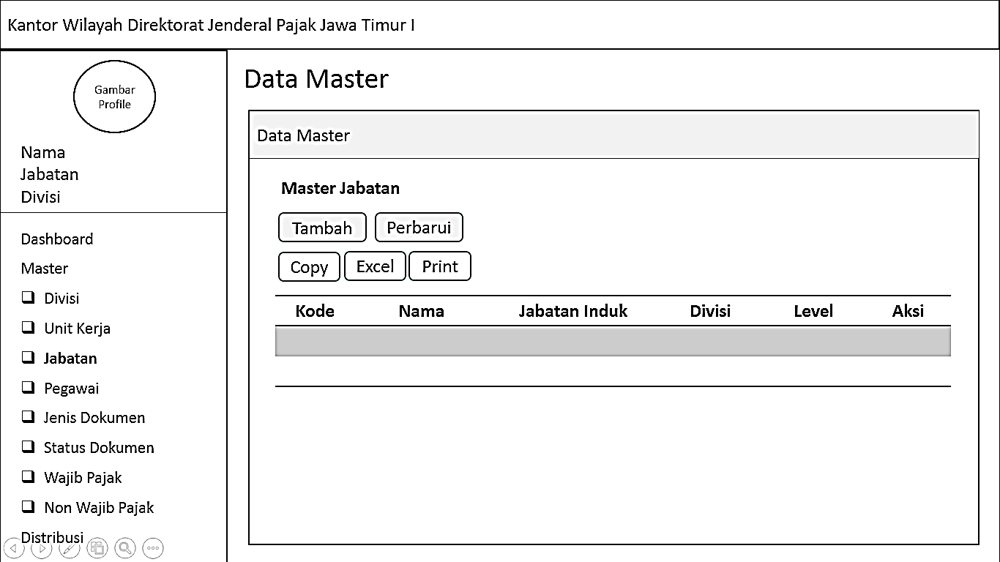 Kantor Wilayah Direktorat Jenderal Pajak Jawa Timur I
Gambar
Profile
Nama
Jabatan
Divisi
Dashboard
Master
Divisi
Unit Kerja
Jabatan
Pegawai
Jenis Dokumen
Status Dokumen
Wajib Pajak
Non Wajib Pajak
Distribusi
Data Master
Data Master
Master Jabatan
Tambah Perbarui
Copy Excel Print
Kode Nama Jabatan Induk Divisi Level Aksi